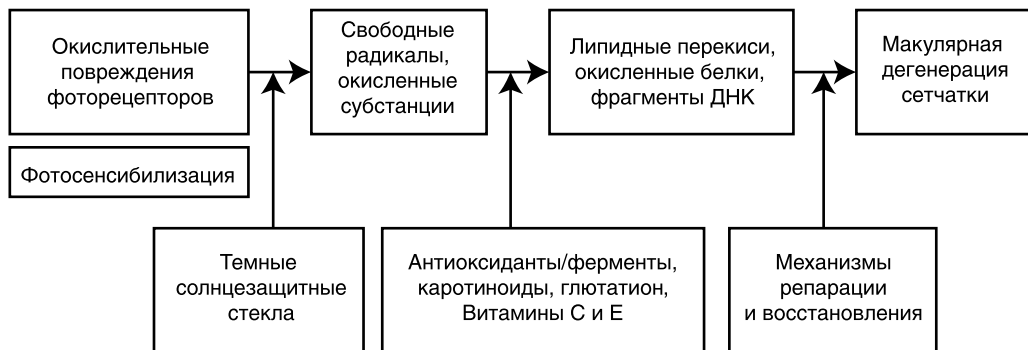 Окислительные
повреждения
фоторецепторов
Свободные
радикалы,
окисленные
субстанции
Липидные перекиси,
окисленные белки,
фрагменты ДНК
Макулярная
дегенерация
сетчатки
Фотосенсибилизация
Темные
солнцезащитные
стекла
Антиоксиданты/ферменты,
каротиноиды, глютатион,
Витамины С и Е
Механизмы
репарации
и восстановления